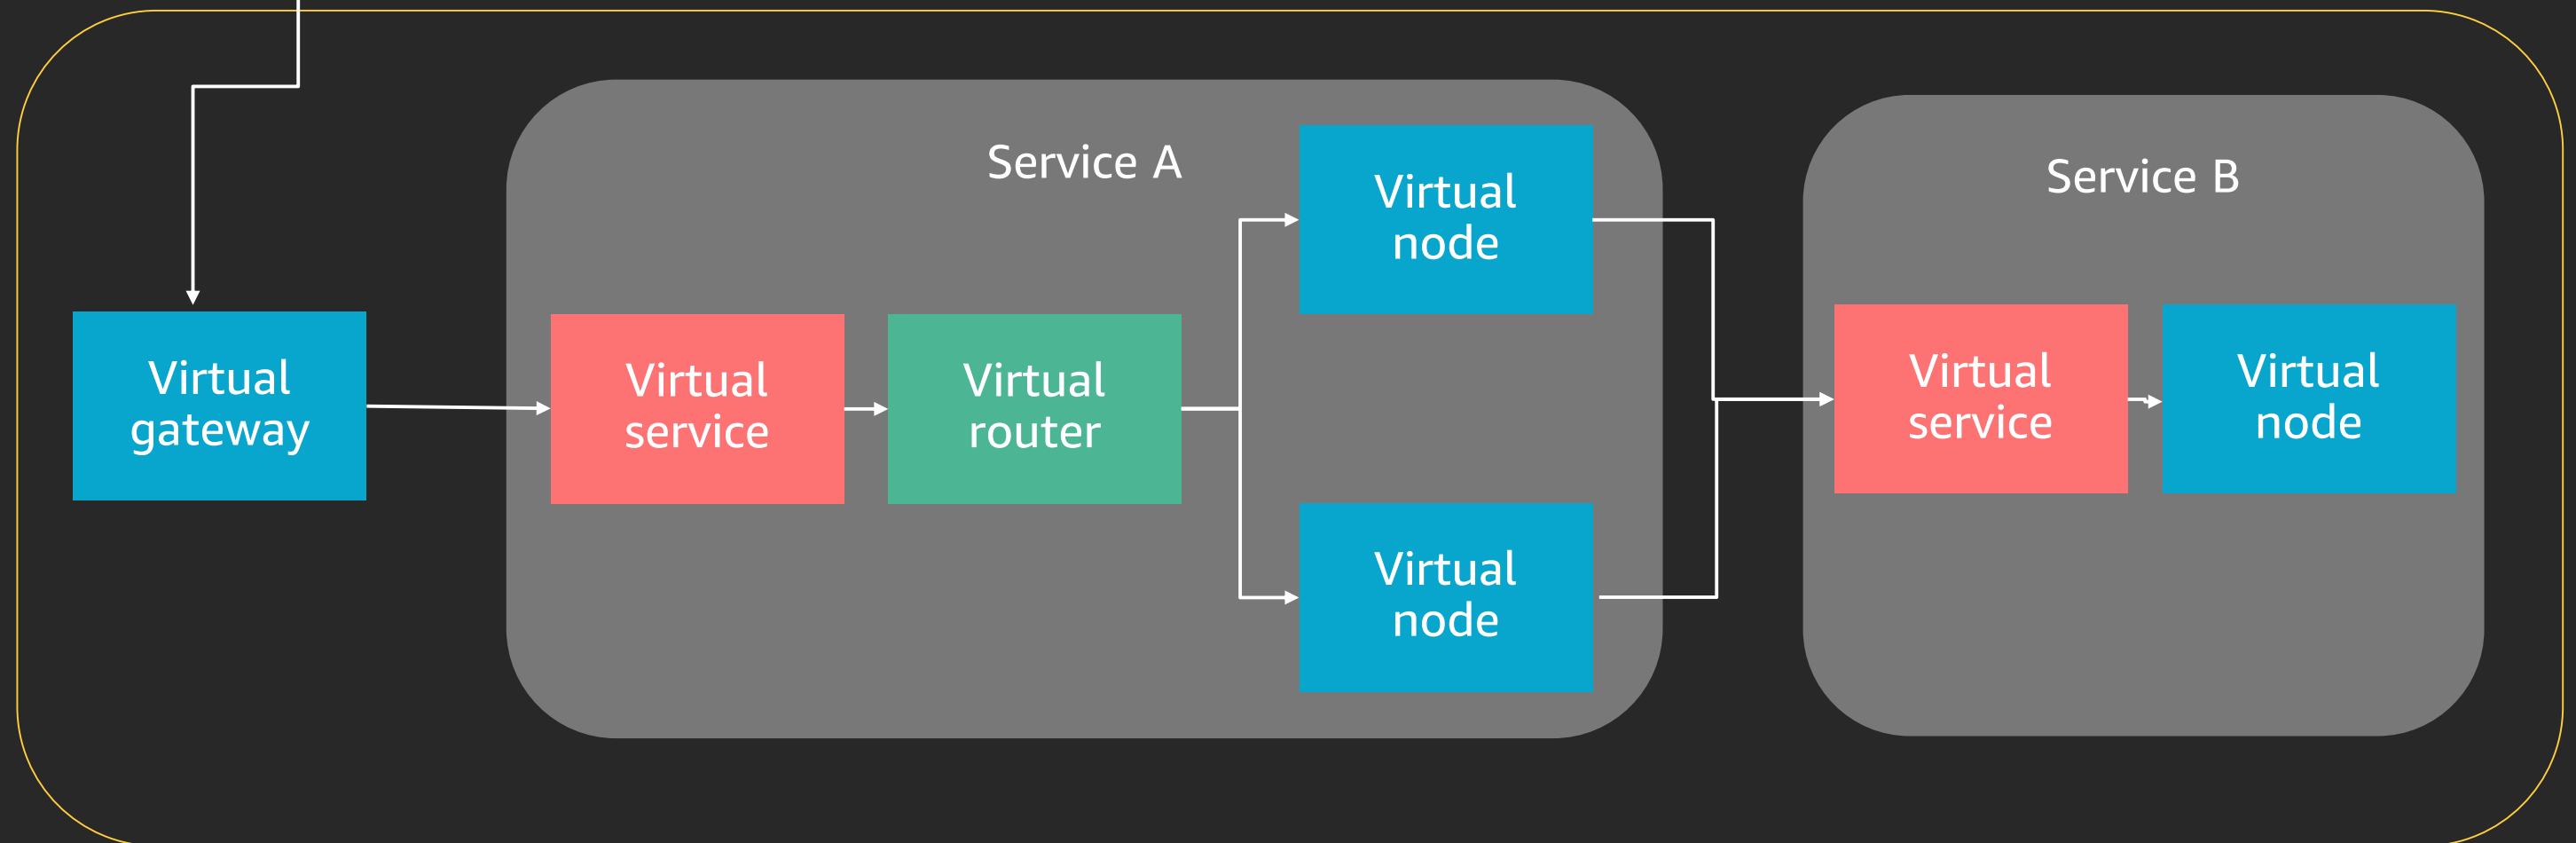 Service A
Service B
Virtual
gateway
Virtual
service
Virtual
router
Virtual
node
Virtual
node
Virtual
service
Virtual
node